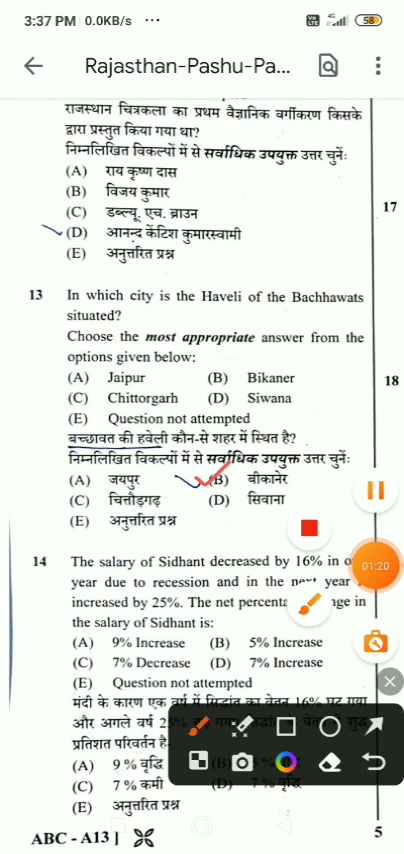 3:37 PM 0.0KB/s ...
58
Rajasthan-Pashu-Pa...
राजस्थान चित्रकला का प्रथम वैज्ञानिक वर्गीकरण किसके
द्वारा प्रस्तुत किया गया था?
निम्नलिखित विकल्पों में से सर्वाधिक उपयुक्त उत्तर चुनें:
(A) राय कृष्ण दास
(B) विजय कुमार
(C) डब्ल्यू. एच. ब्राउन
(D) आनन्द केंटिश कुमारस्वामी
(E) अनुत्तरित प्रश्न
17
13 In which city is the Haveli of the Bachhawats
situated?
Choose the most appropriate answer from the
options given below:
(A) Jaipur (B) Bikaner
18
(C) Chittorgarh (D) Siwana
(E) Question not attempted
बच्छावत की हवेली कौन-से शहर में स्थित है?
निम्नलिखित विकल्पों में से सर्वाधिक उपयुक्त उत्तर चुनें:
(A) जयपुर (B) बीकानेर
(C) चित्तौड़गढ़ (D) सिवाना
(E) अनुत्तरित प्रश्न
14 The salary of Sidhant decreased by 16% in
01:20
year due to recession and in the year
increased by 25%. The net in
the salary of Sidhant is:
(A) 9% Increase (B) 5% Increase
(C) 7% Decrease (D) 7% Increase
(E) Question not attempted
मंदी के कारण एक वर्ष में सिद्धांत का वेतन 16% घट गया
और अगले वर्ष
प्रतिशत परिवर्तन है
(A) 9 % वृद्धि
(C) 7 % कमी (D) 7 % वृद्धि
(E) अनुत्तरित प्रश्न
ABC - A13 ] 5